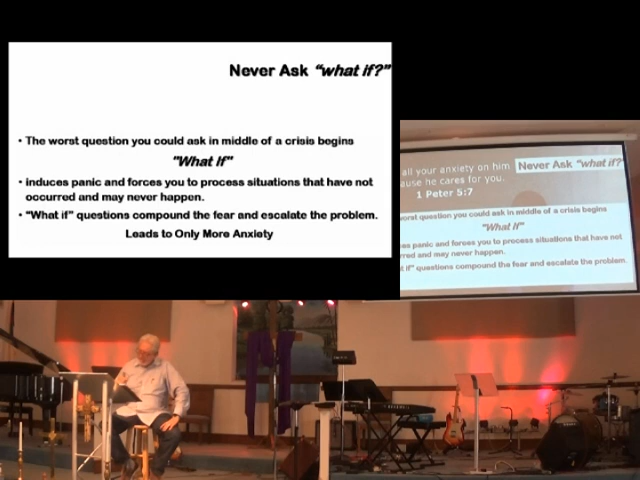 Never Ask "what if?"
• The worst question you could ask in middle of a crisis begins
"What If"
• induces panic and forces you to process situations that have not
occurred and may never happen.
• "What if" questions compound the fear and escalate the problem.
Leads to Only More Anxiety
all your anxiety on him
Never Ask "what if?"
ause he cares for you.
1 Peter 5:7
worst question you could ask in middle of a crisis begins
"What If"
es panic and forces you to process situations that have not
rred and may never happen.
t if" questions compound the fear and escalate the problem.